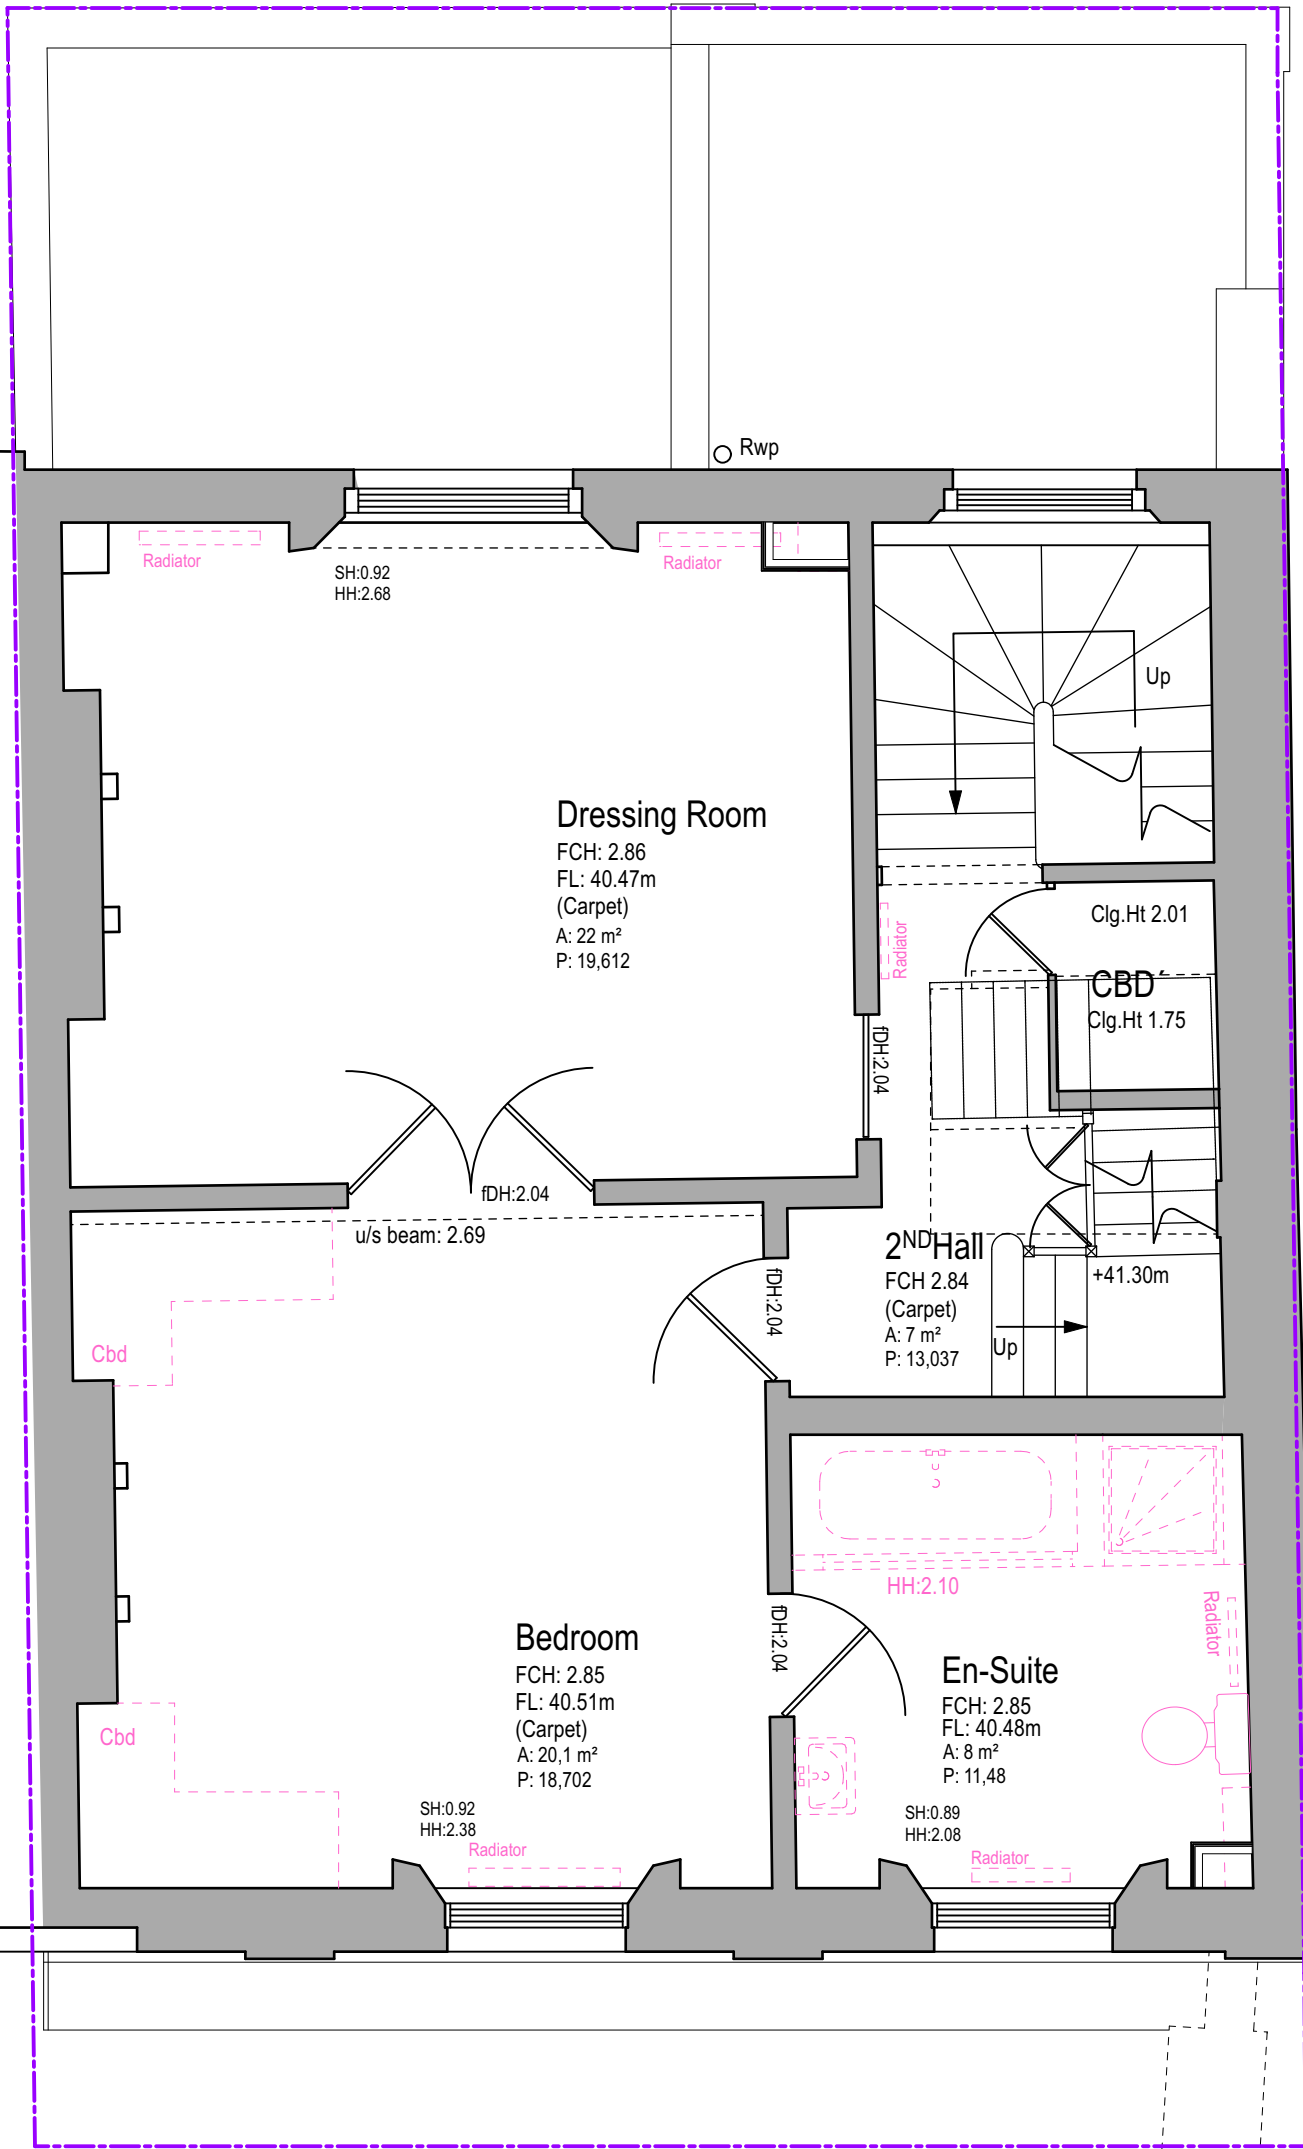 Rwp
Radiator
Radiator
SH:0.92
HH:2.68
Up
Dressing Room
FCH: 2.86
FL: 40.47m
(Carpet)
A: 22 m²
P: 19,612
Radiator
Clg.Ht 2.01
CBD´
Clg.Ht 1.75
fDH:2.04
fDH:2.04
u/s beam: 2.69
2ND Hall
FCH 2.84
(Carpet)
A: 7 m²
P: 13,037
+41.30m
Up
fDH:2.04
Cbd
HH:2.10
Radiator
fDH:2.04
Bedroom
FCH: 2.85
FL: 40.51m
(Carpet)
A: 20,1 m²
P: 18,702
En-Suite
FCH: 2.85
FL: 40.48m
A: 8 m²
P: 11,48
Cbd
SH:0.92
HH:2.38
Radiator
SH:0.89
HH:2.08
Radiator